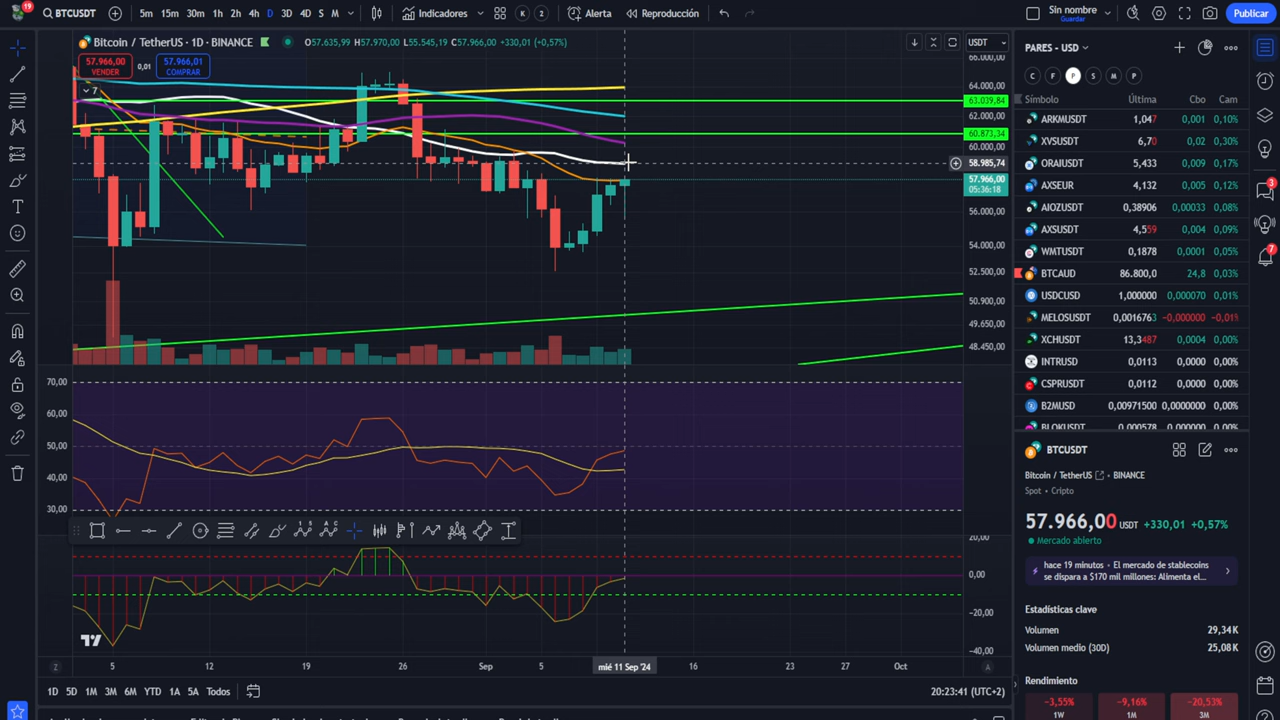 19 BTCUSDT 5m 15m 30m 1h 2h 4h D 3D 4D S M Indicadores K 2 Alerta Reproducción Sin nombre Guardar Publicar
Bitcoin / TetherUS · 1D · BINANCE O57.635,99 H57.970,00 L55.545,19 C57.966,00 +330,01 (+0,57%) USDT
57.966,00 VENDER 0,01 57.966,01 COMPRAR
7
66.000,00
64.000,00
63.039,84
62.000,00
60.873,34
60.000,00
58.985,74
57.966,00
05:36:18
56.000,00
54.000,00
52.500,00
50.900,00
49.650,00
48.450,00
70,00
60,00
50,00
40,00
30,00
20,00
0,00
−20,00
−40,00
Z 5 12 19 26 Sep 5 mié 11 Sep '24 16 23 27 Oct A
1D 5D 1M 3M 6M YTD 1A 5A Todos 20:23:41 (UTC+2)
PARES - USD
C F P S M P
Símbolo Última Cbo Cam
ARKMUSDT 1,047 0,001 0,10%
XVSUSDT 6,70 0,02 0,30%
ORAIUSDT 5,433 0,009 0,17%
AXSEUR 4,132 0,005 0,12%
AIOZUSDT 0,38906 0,00033 0,08%
AXSUSDT 4,559 0,004 0,09%
WMTUSDT 0,1878 0,0001 0,05%
BTCAUD 86.800,0 24,8 0,03%
USDCUSD 1,000000 0,000070 0,01%
MELOSUSDT 0,0016763 −0,000000 −0,01%
XCHUSDT 13,3487 0,0001 0,00%
INTRUSD 0,0113 0,0000 0,00%
CSPRUSDT 0,0112 0,0000 0,00%
B2MUSD 0,00971500 0,0000000 0,00%
BLOKUSDT 0,000578 0,00%
BTCUSDT
Bitcoin / TetherUS · BINANCE
Spot · Cripto
57.966,00 USDT +330,01 +0,57%
Mercado abierto
hace 19 minutos · El mercado de stablecoins
se dispara a $170 mil millones: Alimenta el...
Estadísticas clave
Volumen 29,34K
Volumen medio (30D) 25,08K
Rendimiento
−3,55% −9,16% −20,53%
1W 1M 3M
3
7